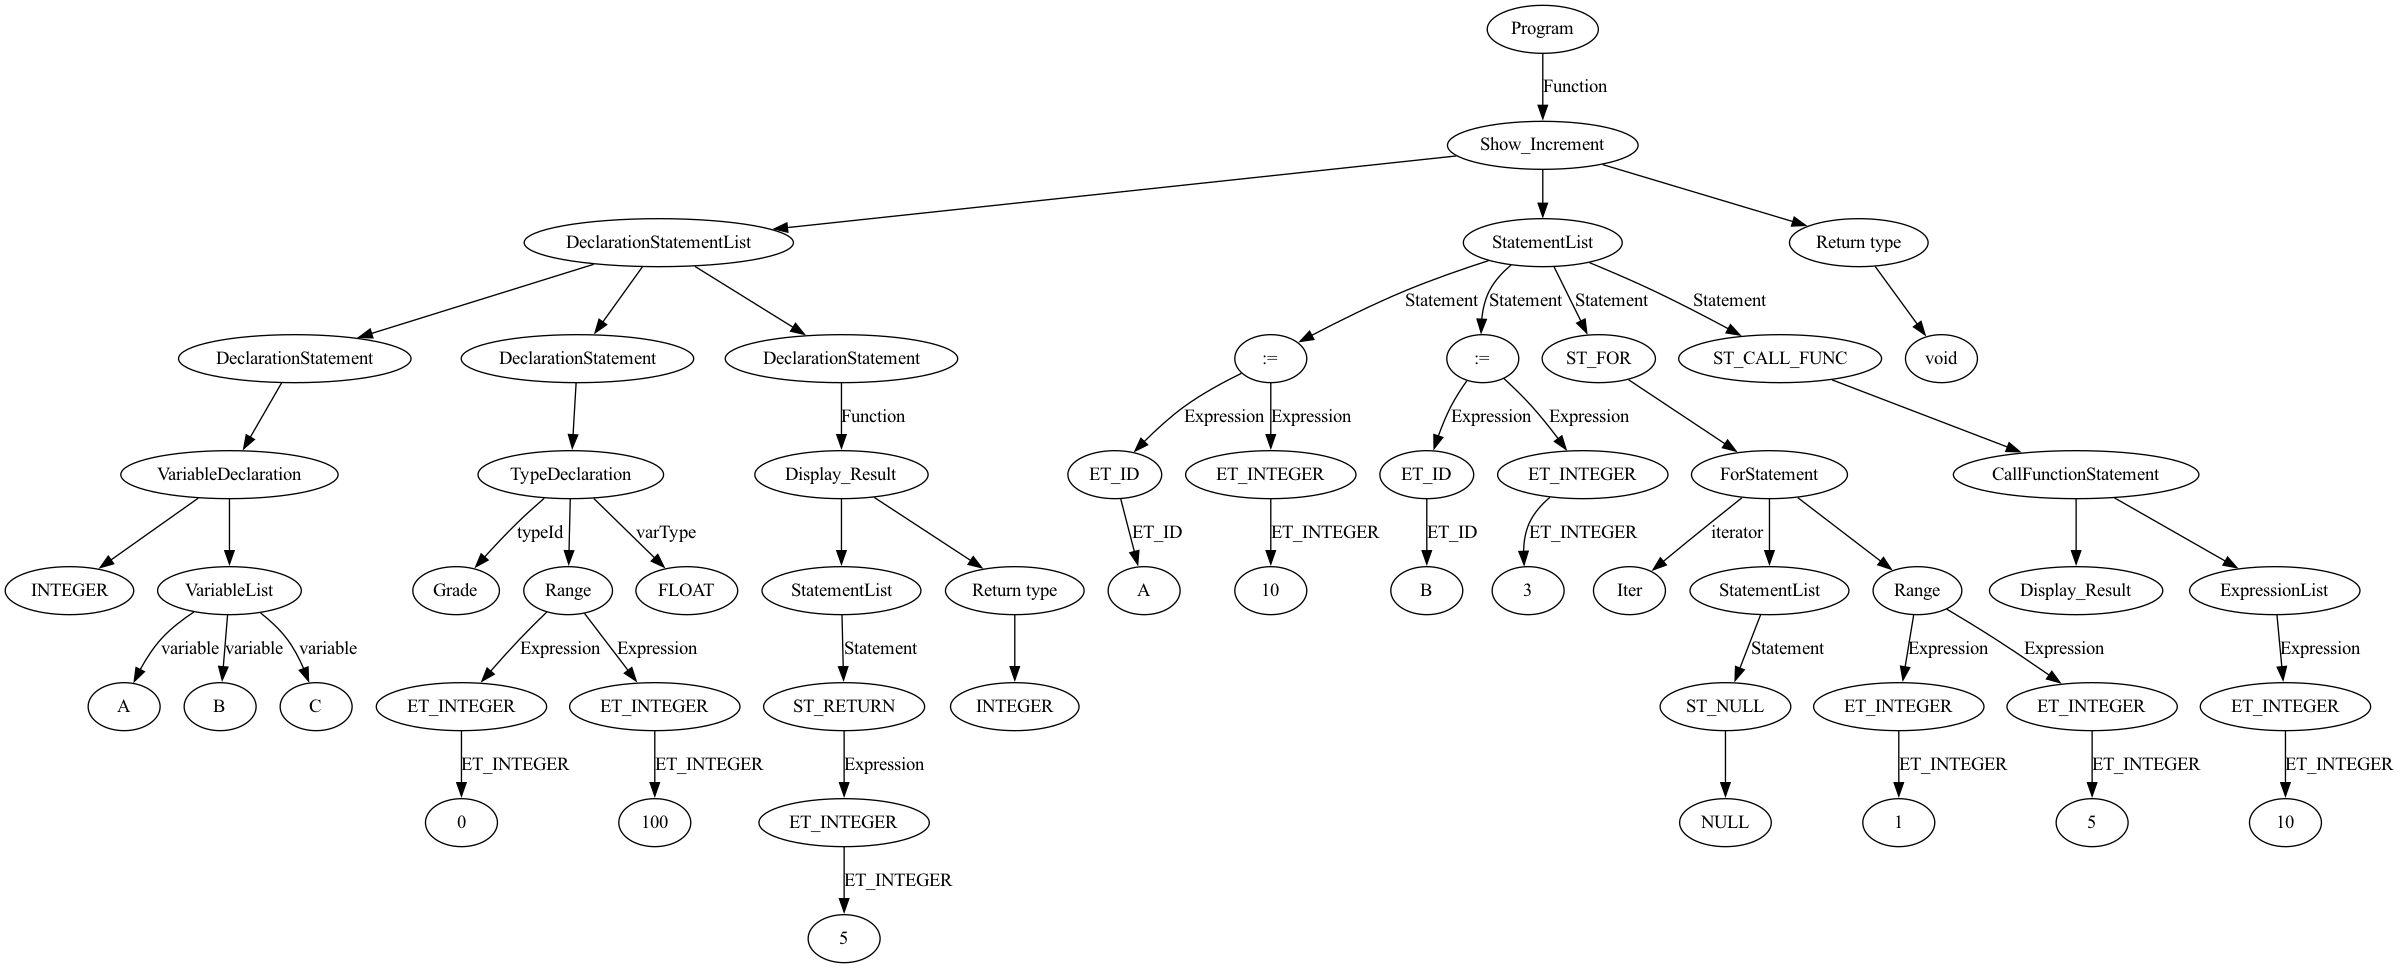 Program
Function
Show_Increment
DeclarationStatementList
StatementList
Return type
Statement
Statement
Statement
Statement
DeclarationStatement
DeclarationStatement
DeclarationStatement
:=
:=
ST_FOR
ST_CALL_FUNC
void
Function
Expression
Expression
Expression
Expression
VariableDeclaration
TypeDeclaration
Display_Result
ET_ID
ET_INTEGER
ET_ID
ET_INTEGER
ForStatement
CallFunctionStatement
typeId
varType
ET_ID
ET_INTEGER
ET_ID
ET_INTEGER
iterator
INTEGER
VariableList
Grade
Range
FLOAT
StatementList
Return type
A
10
B
3
Iter
StatementList
Range
Display_Result
ExpressionList
variable
variable
variable
Expression
Expression
Statement
Statement
Expression
Expression
Expression
A
B
C
ET_INTEGER
ET_INTEGER
ST_RETURN
INTEGER
ST_NULL
ET_INTEGER
ET_INTEGER
ET_INTEGER
ET_INTEGER
ET_INTEGER
Expression
ET_INTEGER
ET_INTEGER
ET_INTEGER
0
100
ET_INTEGER
NULL
1
5
10
ET_INTEGER
5